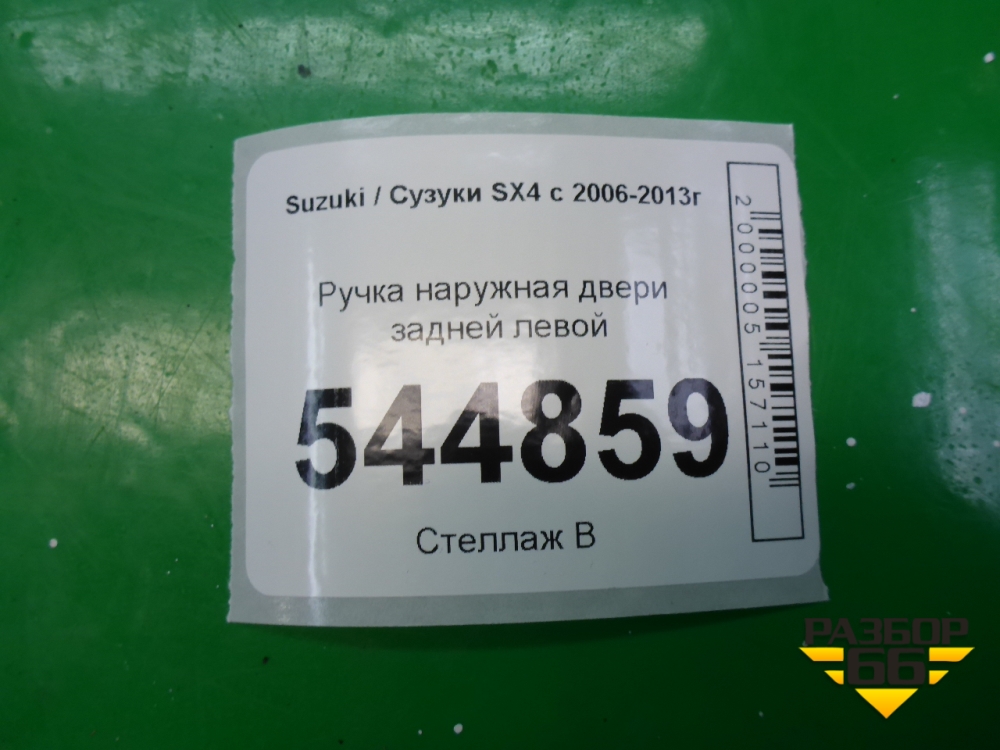 Suzuki / Сузуки SX4 с 2006-2013г
Ручка наружная двери
задней левой
544859
Стеллаж В
2000005157110
РАЗБОР
66